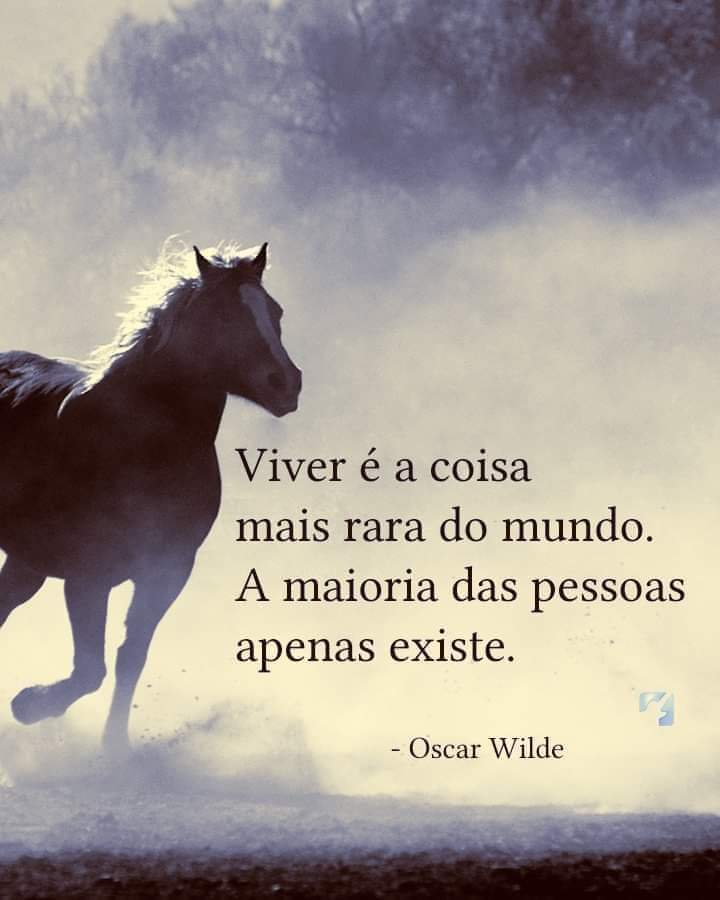 Viver é a coisa
mais rara do mundo.
A maioria das pessoas
apenas existe.
- Oscar Wilde